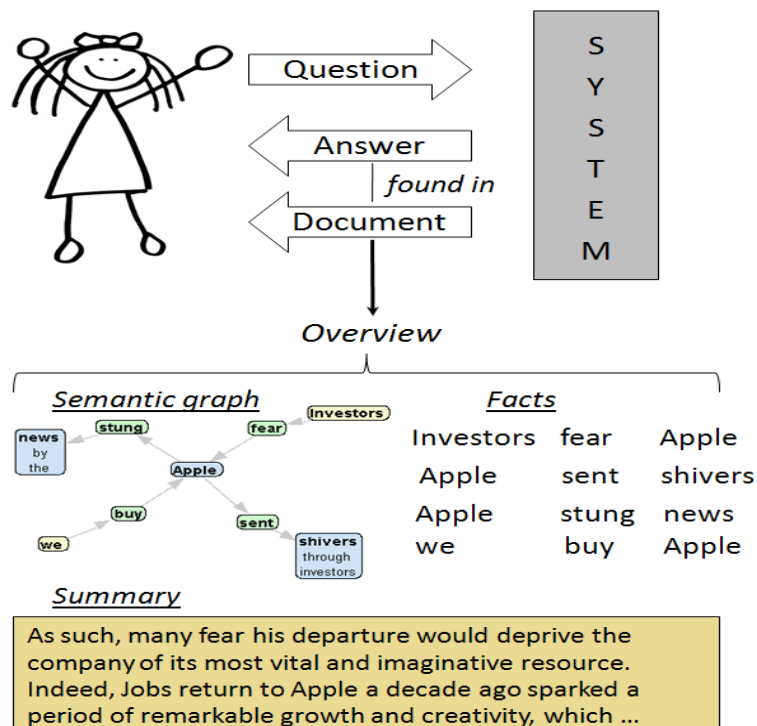 Question
Answer
found in
Document
S
Y
S
T
E
M
Overview
Semantic graph
news
by
the
stung
fear
Investors
Apple
buy
we
sent
shivers
through
investors
Facts
Investors fear Apple
Apple sent shivers
Apple stung news
we buy Apple
Summary
As such, many fear his departure would deprive the
company of its most vital and imaginative resource.
Indeed, Jobs return to Apple a decade ago sparked a
period of remarkable growth and creativity, which ...